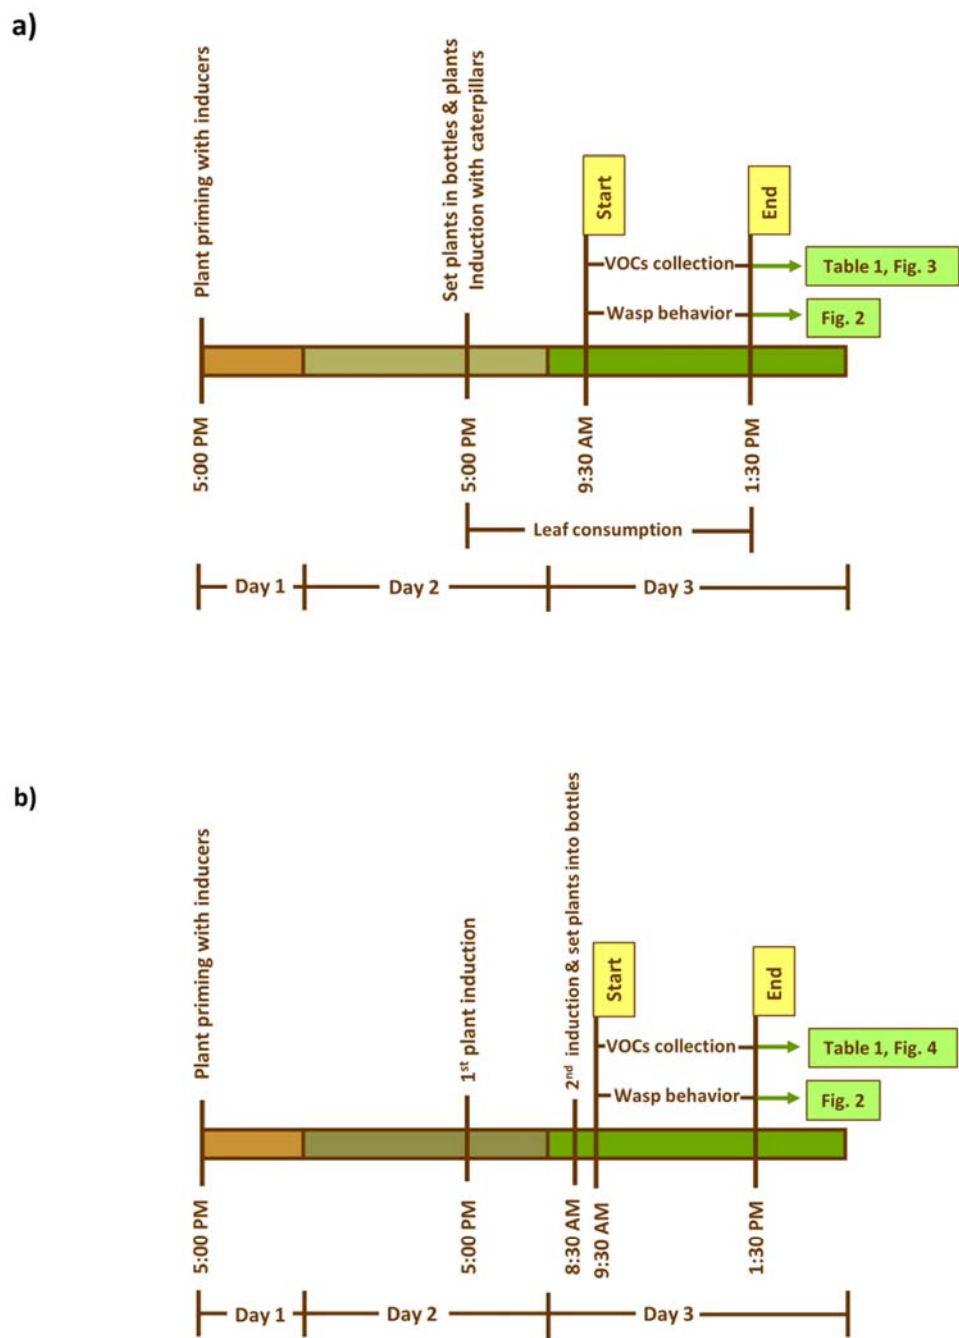 a)
Plant priming with inducers
Set plants in bottles & plants
Induction with caterpillars
Start
End
VOCs collection
Table 1, Fig. 3
Wasp behavior
Fig. 2
5:00 PM
5:00 PM
9:30 AM
1:30 PM
Leaf consumption
Day 1
Day 2
Day 3
b)
Plant priming with inducers
1st plant induction
2nd induction & set plants into bottles
Start
End
VOCs collection
Table 1, Fig. 4
Wasp behavior
Fig. 2
5:00 PM
5:00 PM
8:30 AM
9:30 AM
1:30 PM
Day 1
Day 2
Day 3